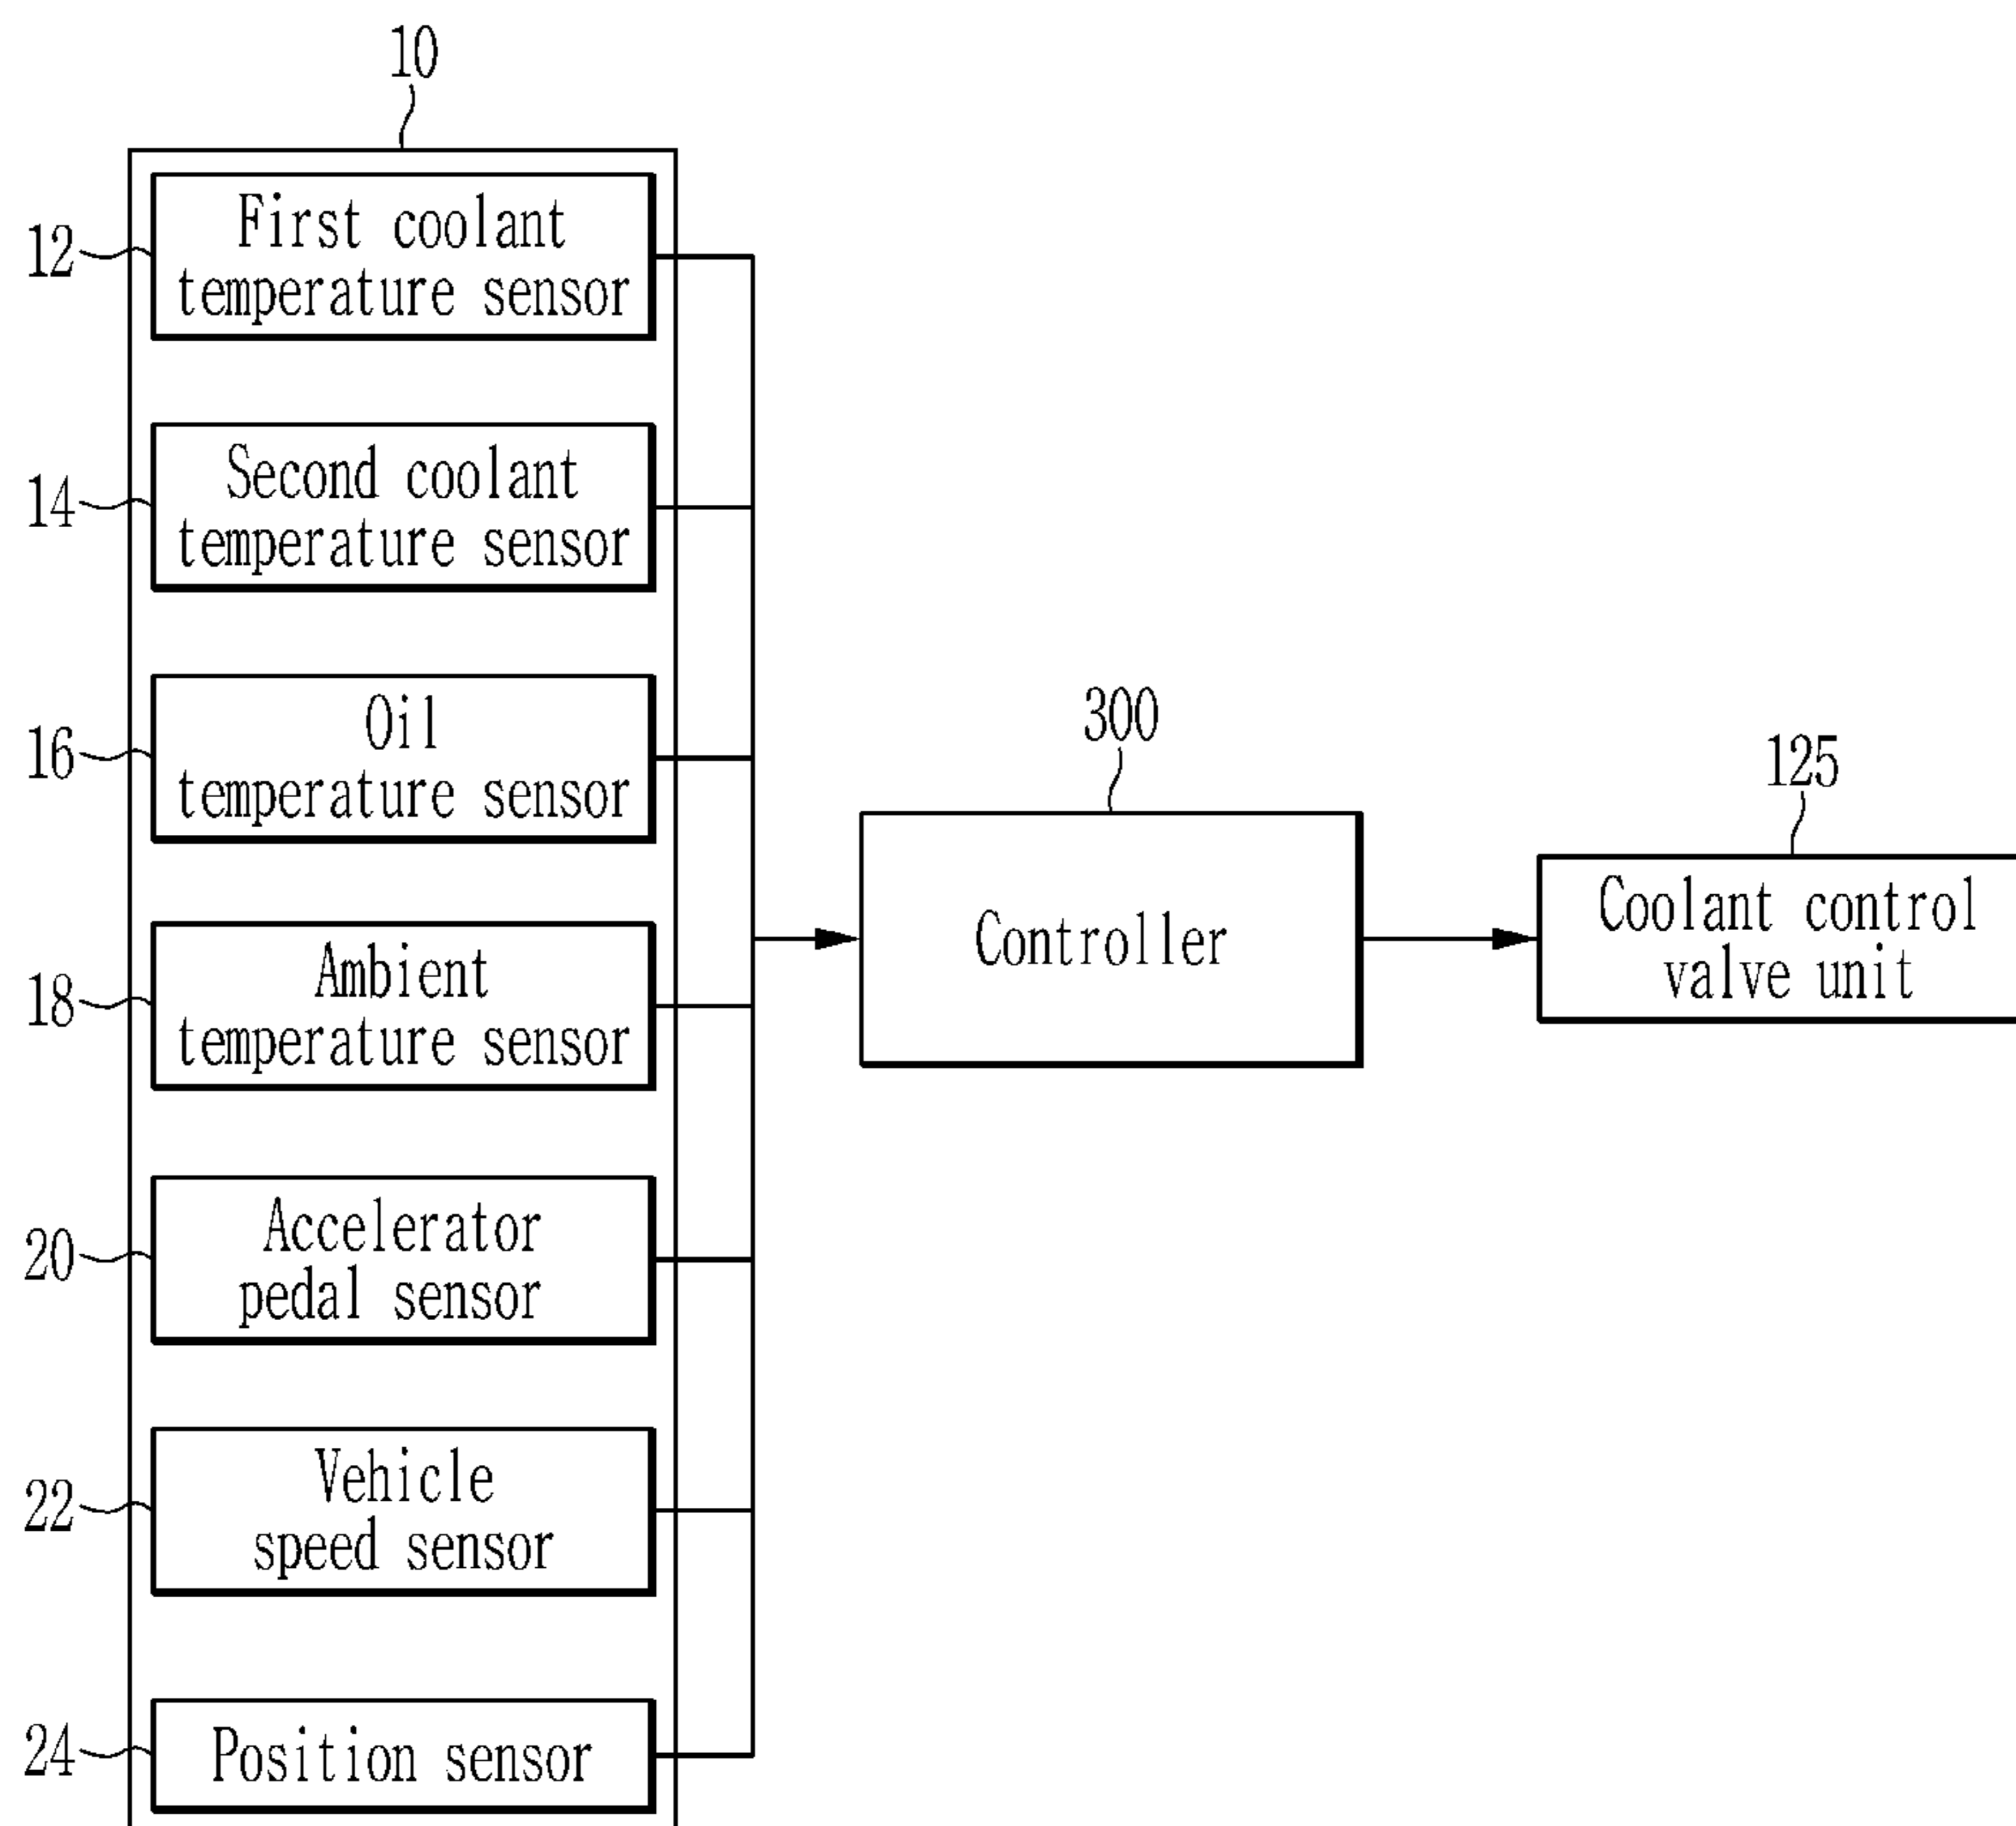 10
12
First coolant
temperature sensor
14
Second coolant
temperature sensor
16
Oil
temperature sensor
18
Ambient
temperature sensor
20
Accelerator
pedal sensor
22
Vehicle
speed sensor
24
Position sensor
300
Controller
125
Coolant control
valve unit